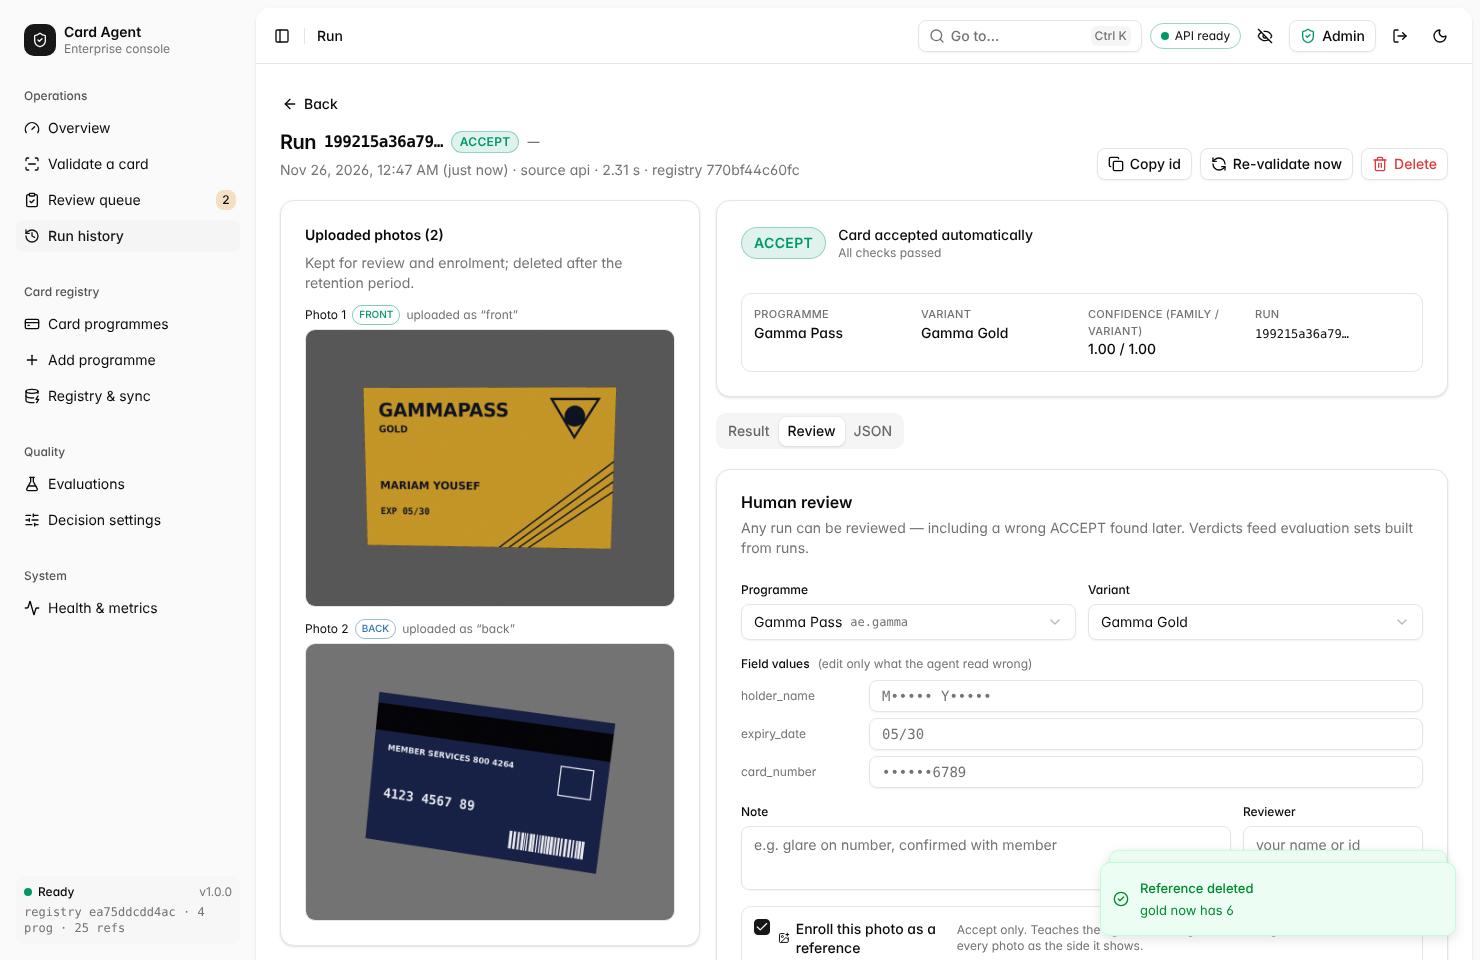 Card Agent
Enterprise console
Operations
Overview
Validate a card
Review queue 2
Run history
Card registry
Card programmes
Add programme
Registry & sync
Quality
Evaluations
Decision settings
System
Health & metrics
Ready v1.0.0
registry ea75ddcdd4ac · 4
prog · 25 refs
Run
Go to...
Ctrl K
API ready
Admin
Back
Run 199215a36a79… ACCEPT —
Nov 26, 2026, 12:47 AM (just now) · source api · 2.31 s · registry 770bf44c60fc
Copy id
Re-validate now
Delete
Uploaded photos (2)
Kept for review and enrolment; deleted after the
retention period.
Photo 1 FRONT uploaded as “front”
GAMMAPASS
GOLD
MARIAM YOUSEF
EXP 05/30
Photo 2 BACK uploaded as “back”
MEMBER SERVICES 800 4264
4123 4567 89
ACCEPT
Card accepted automatically
All checks passed
PROGRAMME
Gamma Pass
VARIANT
Gamma Gold
CONFIDENCE (FAMILY /
VARIANT)
1.00 / 1.00
RUN
199215a36a79…
Result
Review
JSON
Human review
Any run can be reviewed — including a wrong ACCEPT found later. Verdicts feed evaluation sets built
from runs.
Programme
Gamma Pass ae.gamma
Variant
Gamma Gold
Field values (edit only what the agent read wrong)
holder_name
M••••• Y•••••
expiry_date
05/30
card_number
••••••6789
Note
e.g. glare on number, confirmed with member
Reviewer
your name or id
Enroll this photo as a
reference
Accept only. Teaches the
every photo as the side it shows.
Reference deleted
gold now has 6